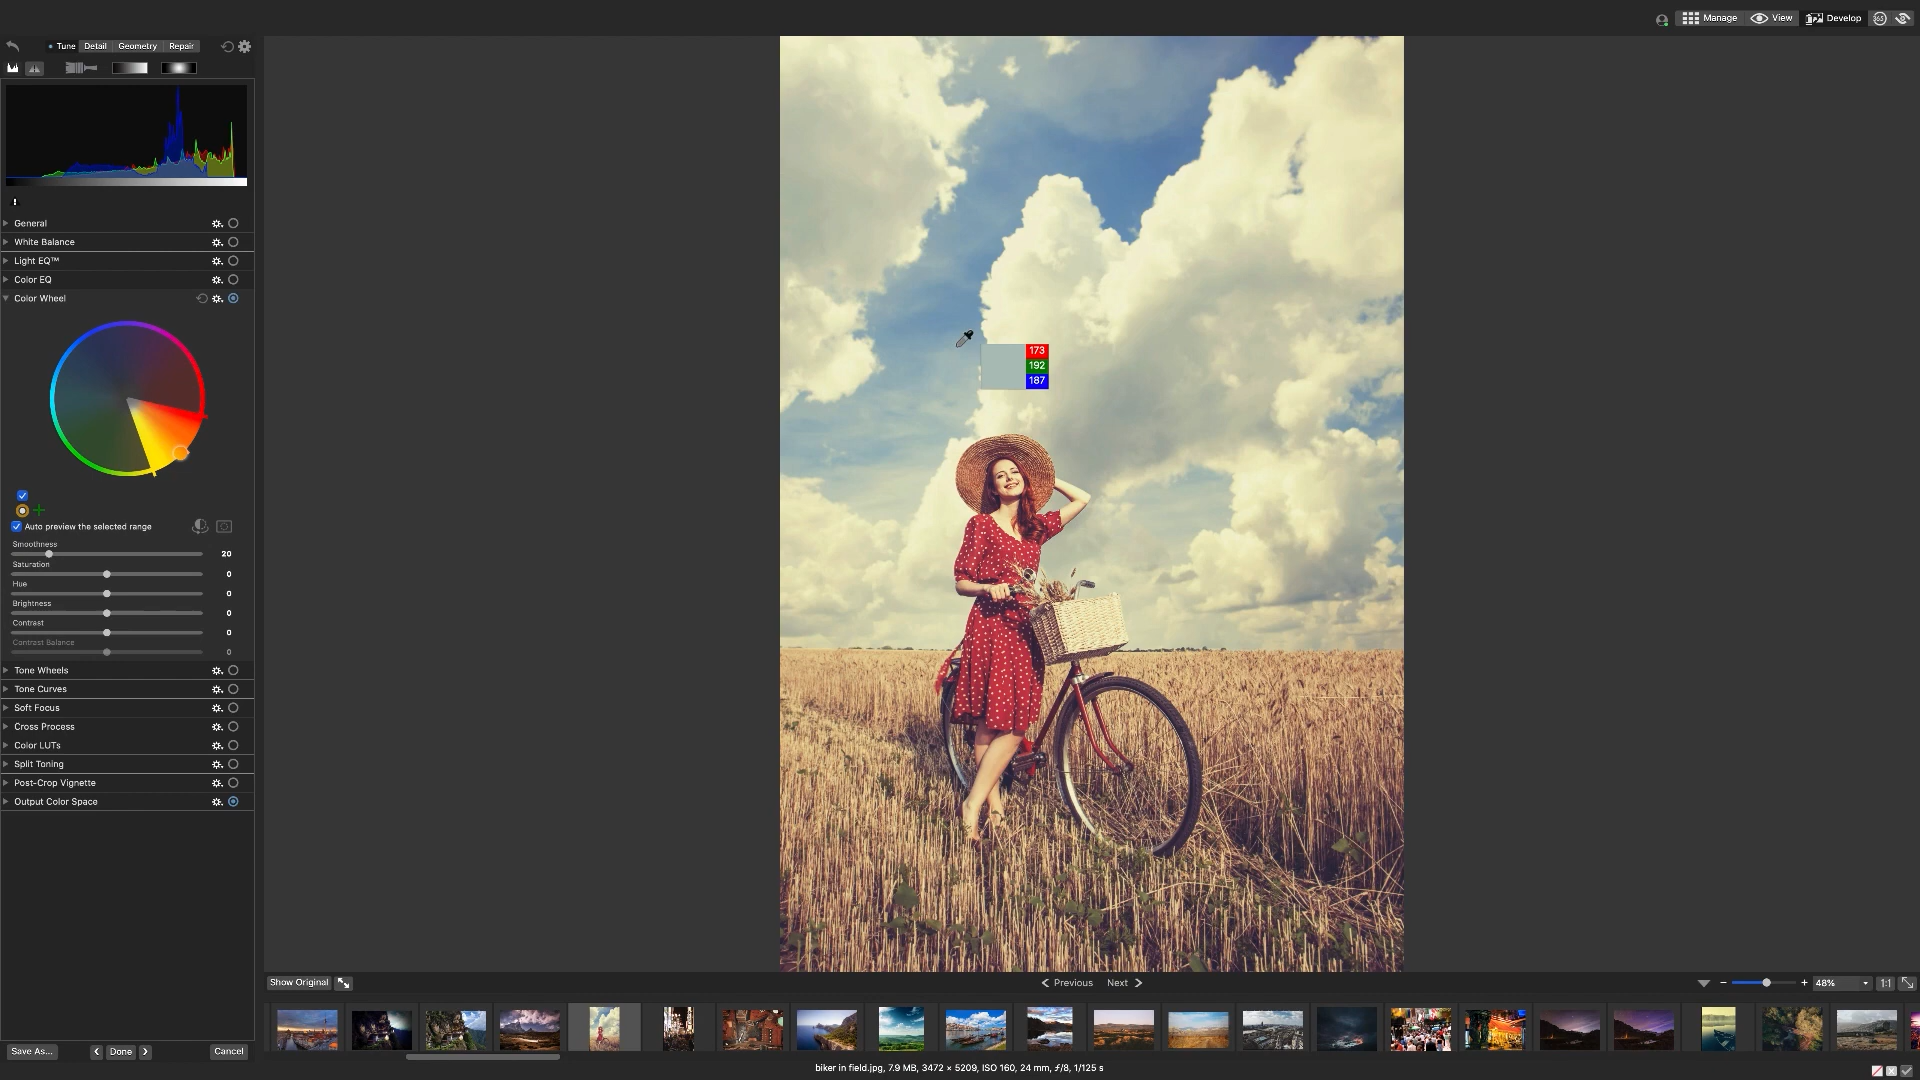 Manage View Develop 365
Tune Detail Geometry Repair
General
White Balance
Light EQ™
Color EQ
Color Wheel
Auto preview the selected range
Smoothness
20
Saturation
0
Hue
0
Brightness
0
Contrast
0
Contrast Balance
0
Tone Wheels
Tone Curves
Soft Focus
Cross Process
Color LUTs
Split Toning
Post-Crop Vignette
Output Color Space
173
192
187
Show Original
Previous Next
48%
1:1
Save As...
Done
Cancel
biker in field.jpg, 7.9 MB, 3472 × 5209, ISO 160, 24 mm, ƒ/8, 1/125 s